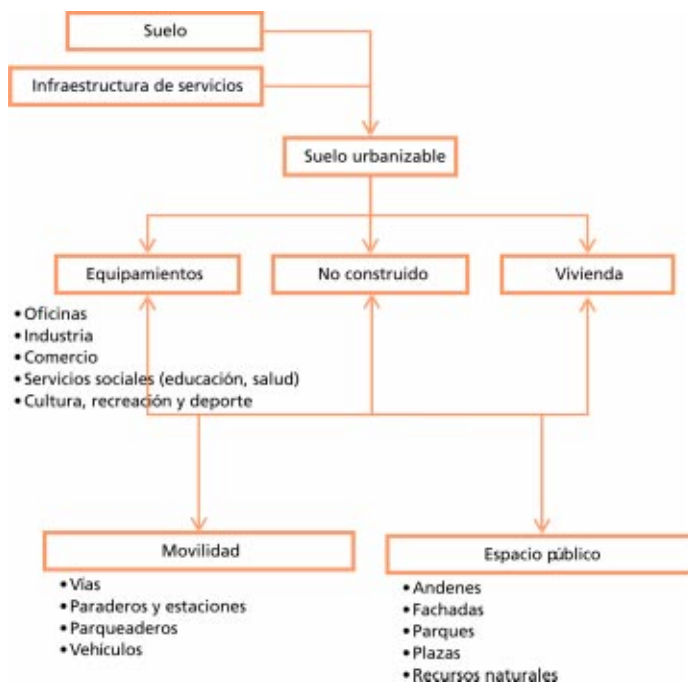 Suelo
Infraestructura de servicios
Suelo urbanizable
Equipamientos
No construido
Vivienda
• Oficinas
• Industria
• Comercio
• Servicios sociales (educación, salud)
• Cultura, recreación y deporte
Movilidad
Espacio público
• Vías
• Paraderos y estaciones
• Parqueaderos
• Vehículos
• Andenes
• Fachadas
• Parques
• Plazas
• Recursos naturales